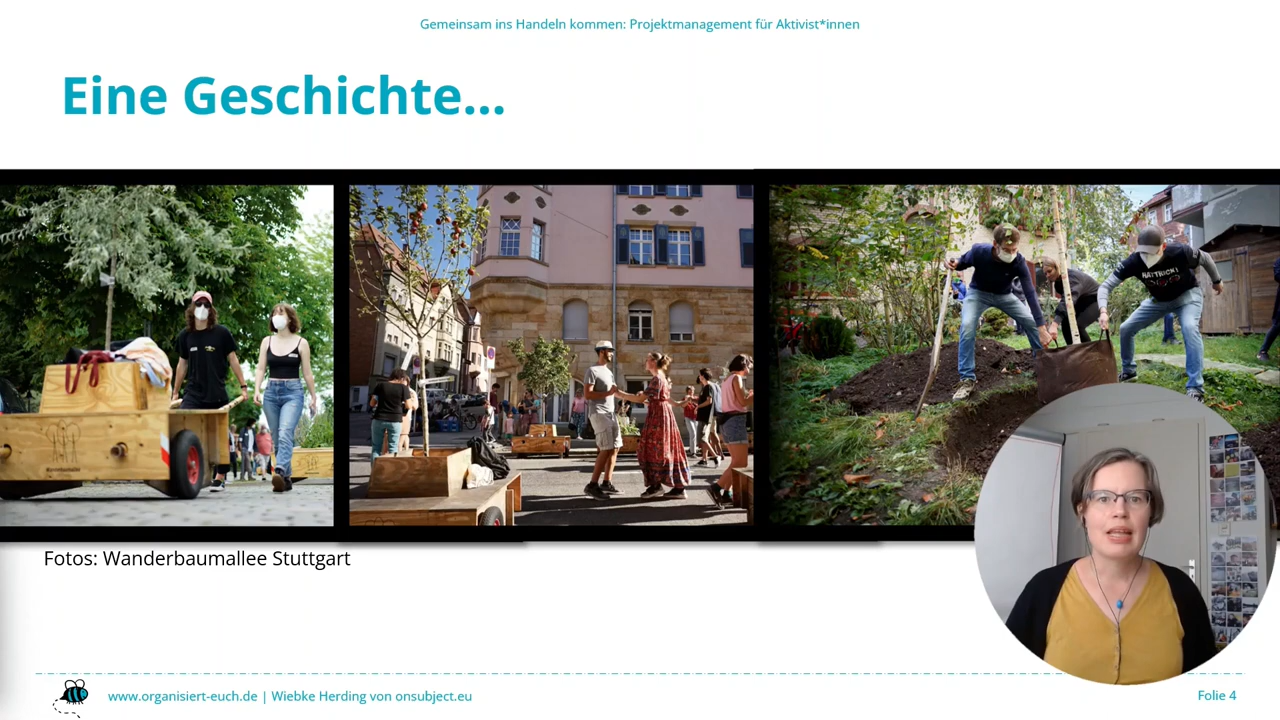 Gemeinsam ins Handeln kommen: Projektmanagement für Aktivist*innen
Eine Geschichte...
HATTRICK!
Fotos: Wanderbaumallee Stuttgart
www.organisiert-euch.de | Wiebke Herding von onsubject.eu
Folie 4